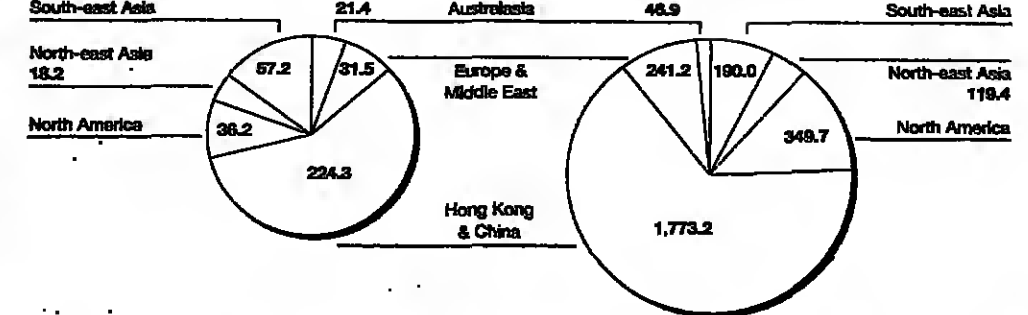 South-east Asia
21.4
Australasia
46.9
South-east Asia
North-east Asia
18.2
57.2
31.5
Europe &
Middle East
241.2
190.0
North-east Asia
119.4
North America
36.2
349.7
North America
224.3
Hong Kong
& China
1,773.2